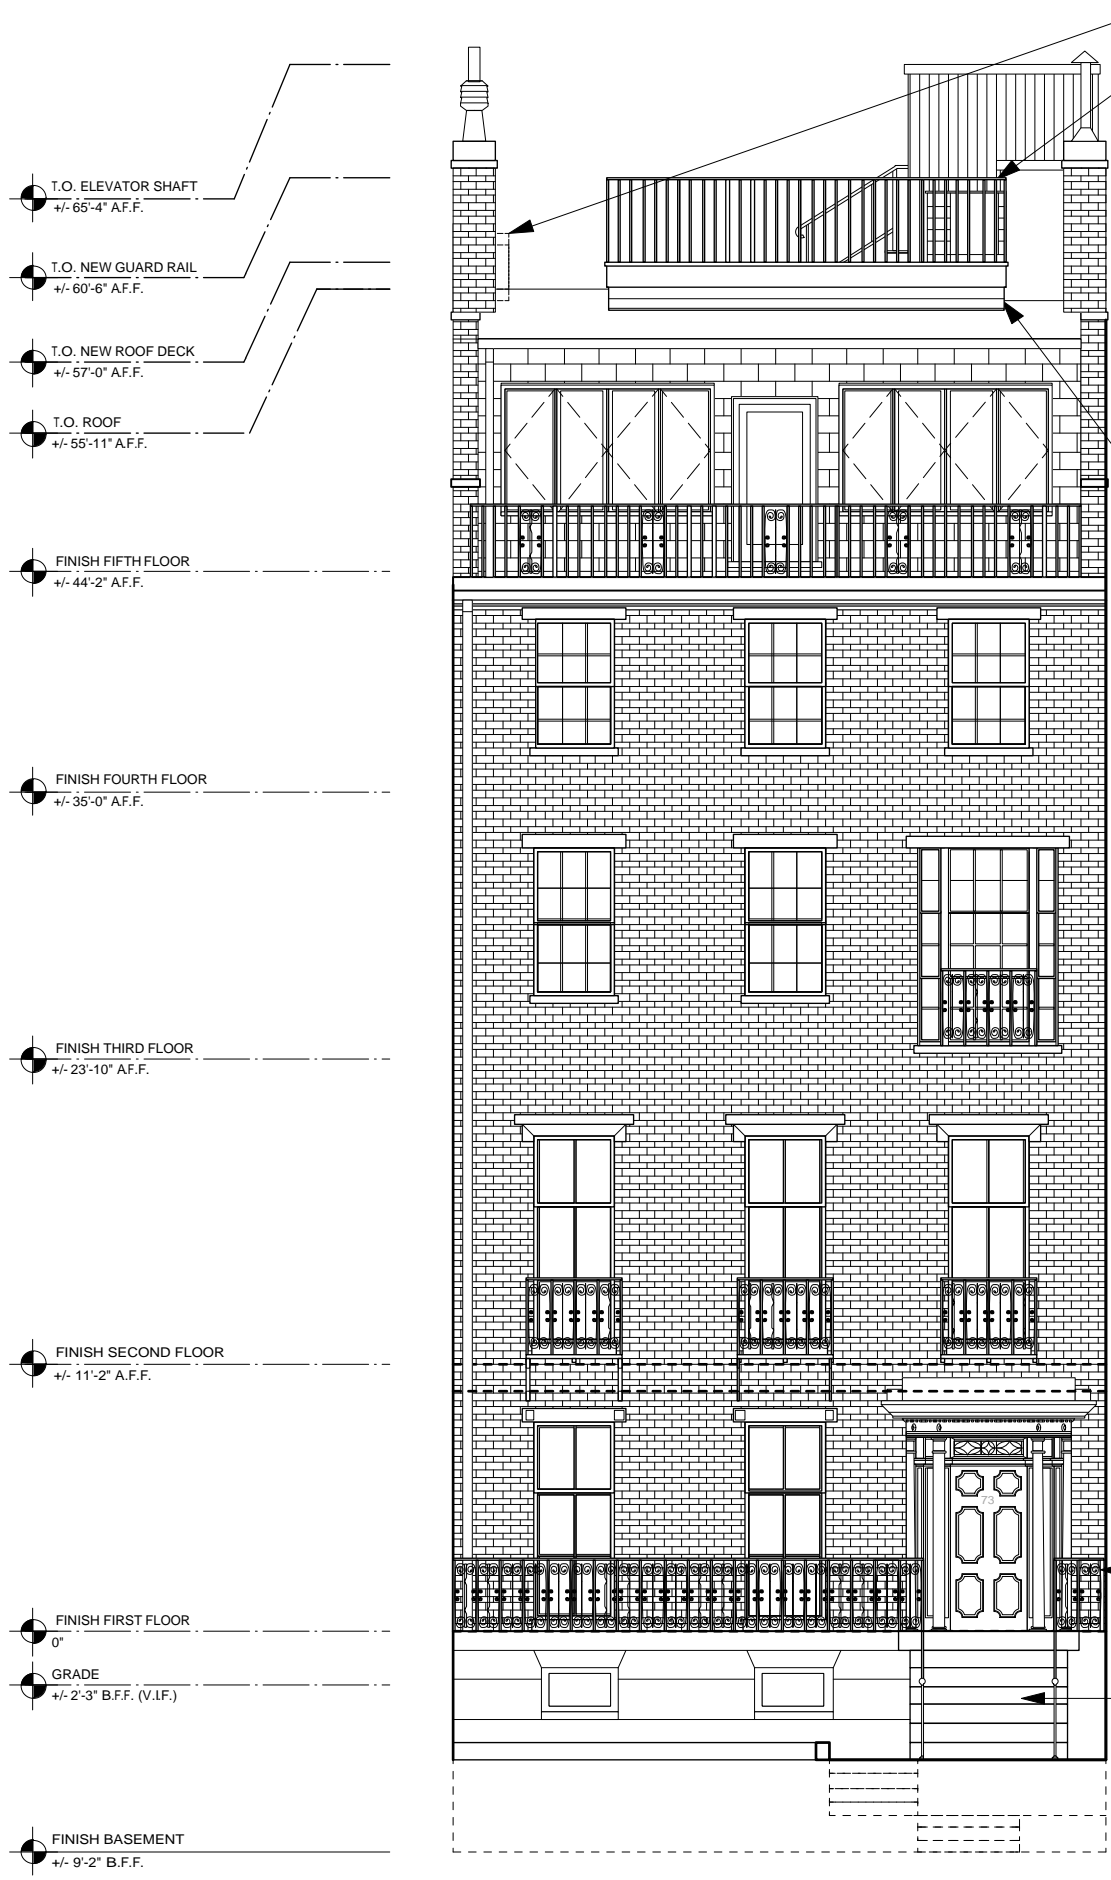 T.O. ELEVATOR SHAFT
+/- 65'-4" A.F.F.
T.O. NEW GUARD RAIL
+/- 60'-6" A.F.F.
T.O. NEW ROOF DECK
+/- 57'-0" A.F.F.
T.O. ROOF
+/- 55'-11" A.F.F.
FINISH FIFTH FLOOR
+/- 44'-2" A.F.F.
FINISH FOURTH FLOOR
+/- 35'-0" A.F.F.
FINISH THIRD FLOOR
+/- 23'-10" A.F.F.
FINISH SECOND FLOOR
+/- 11'-2" A.F.F.
73
FINISH FIRST FLOOR
0"
GRADE
+/- 2'-3" B.F.F. (V.I.F.)
FINISH BASEMENT
+/- 9'-2" B.F.F.